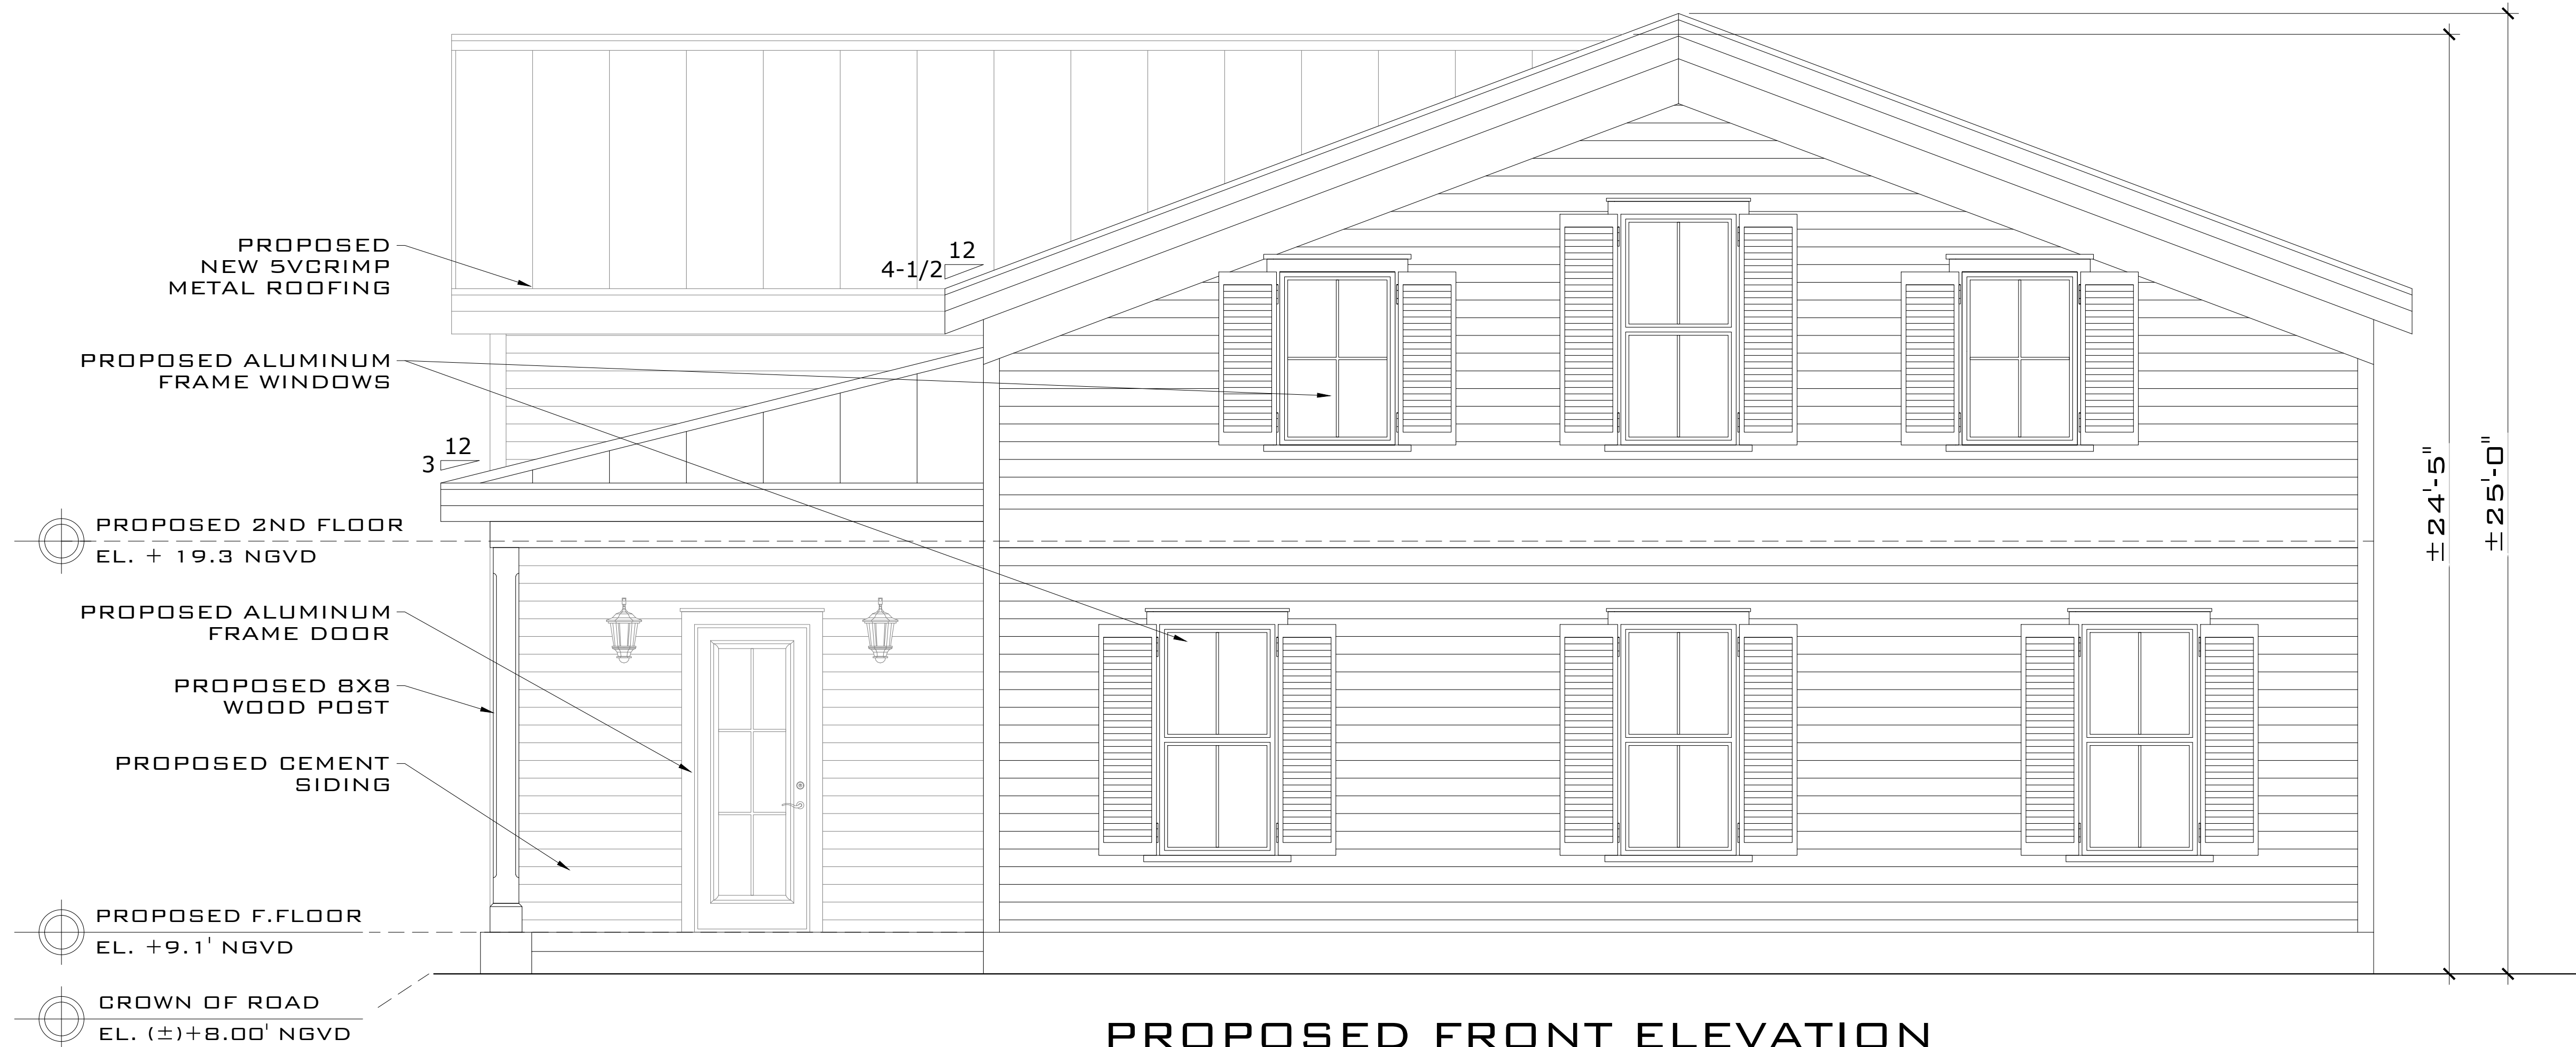 PROPOSED
NEW 5VCRIMP
METAL ROOFING
12
4-1/2
PROPOSED ALUMINUM
FRAME WINDOWS
12
3
PROPOSED 2ND FLOOR
EL. + 19.3 NGVD
PROPOSED ALUMINUM
FRAME DOOR
PROPOSED 8X8
WOOD POST
PROPOSED CEMENT
SIDING
PROPOSED F.FLOOR
EL. +9.1' NGVD
CROWN OF ROAD
EL. (±)+8.00' NGVD
±24'-5"
±25'-0"
PROPOSED FRONT ELEVATION